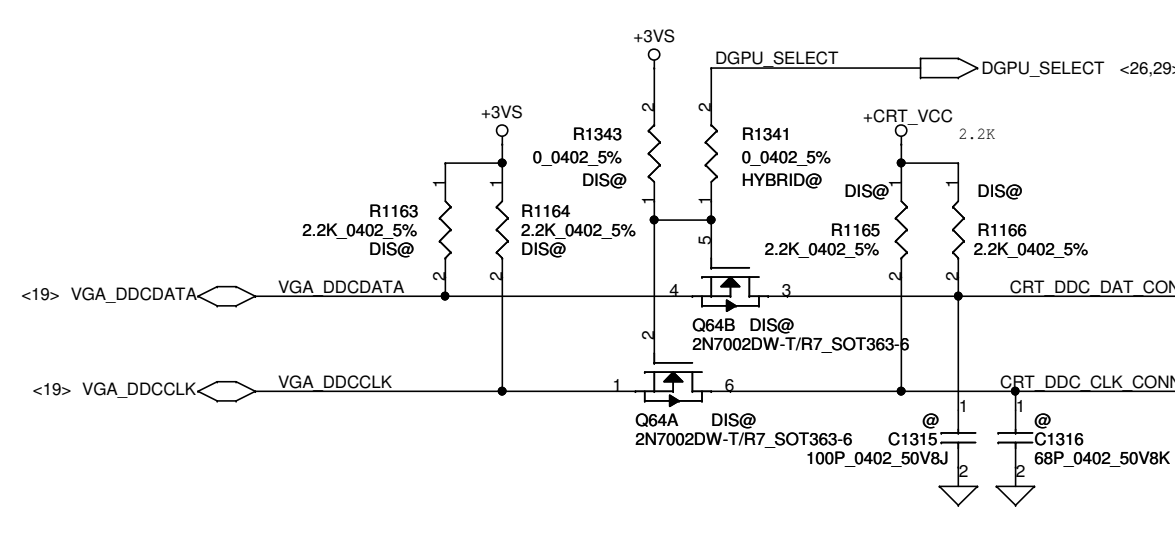 +3VS
DGPU_SELECT
DGPU_SELECT <26,29>
+3VS
+CRT_VCC
2.2K
2
2
R1343
0_0402_5%
DIS@
R1341
0_0402_5%
HYBRID@
1
1
1
1
DIS@
1
1
DIS@
R1163
2.2K_0402_5%
DIS@
R1164
2.2K_0402_5%
DIS@
R1165
2.2K_0402_5%
R1166
2.2K_0402_5%
5
2
2
2
2
<19> VGA_DDCDATA
VGA_DDCDATA
4
3
CRT_DDC_DAT_CON
Q64B DIS@
2N7002DW-T/R7_SOT363-6
2
<19> VGA_DDCCLK
VGA_DDCCLK
1
6
CRT_DDC_CLK_CONN
Q64A DIS@
2N7002DW-T/R7_SOT363-6
1
1
@
C1315
100P_0402_50V8J
@
C1316
68P_0402_50V8K
2
2